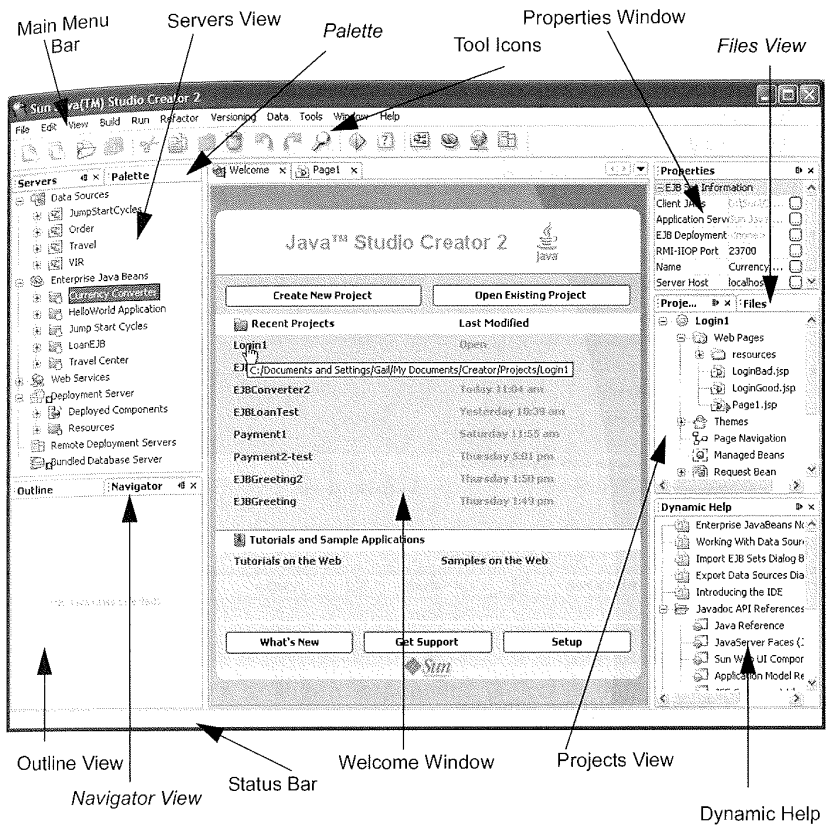 Main Menu
Bar
Servers View
Palette
Tool Icons
Properties Window
Files View
Sun Java(TM) Studio Creator 2
File Edit View Build Run Refactor Versioning Data Tools Window Help
Servers
Palette
Data Sources
JumpStartCycles
Order
Travel
VIR
Enterprise Java Beans
Currency Converter
HelloWorld Application
Jump Start Cycles
LoanEJB
Travel Center
Web Services
Deployment Server
Deployed Components
Resources
Remote Deployment Servers
Bundled Database Server
Outline
Navigator
Welcome
Page1
Java™ Studio Creator 2
Java
Create New Project
Open Existing Project
Recent Projects
Last Modified
Login1
Open
C:/Documents and Settings/Gail/My Documents/Creator/Projects/Login1
EJBConverter2
Today 11:04 am
EJBLoanTest
Yesterday 10:39 am
Payment1
Saturday 11:55 am
Payment2-test
Thursday 5:01 pm
EJBGreeting2
Thursday 1:50 pm
EJBGreeting
Thursday 1:49 pm
Tutorials and Sample Applications
Tutorials on the Web
Samples on the Web
What's New
Get Support
Setup
Sun
Properties
EJB Set Information
Client JARs
Application Serv
EJB Deployment
RMI-IIOP Port 23700
Name Currency ...
Server Host localhos
Proje...
Files
Login1
Web Pages
resources
LoginBad.jsp
LoginGood.jsp
Page1.jsp
Themes
Page Navigation
Managed Beans
Request Bean
Dynamic Help
Enterprise JavaBeans No
Working With Data Sour
Import EJB Sets Dialog B
Export Data Sources Dia
Introducing the IDE
Javadoc API References
Java Reference
JavaServer Faces (J
Sun Web UI Compor
Application Model Re
Outline View
Navigator View
Status Bar
Welcome Window
Projects View
Dynamic Help